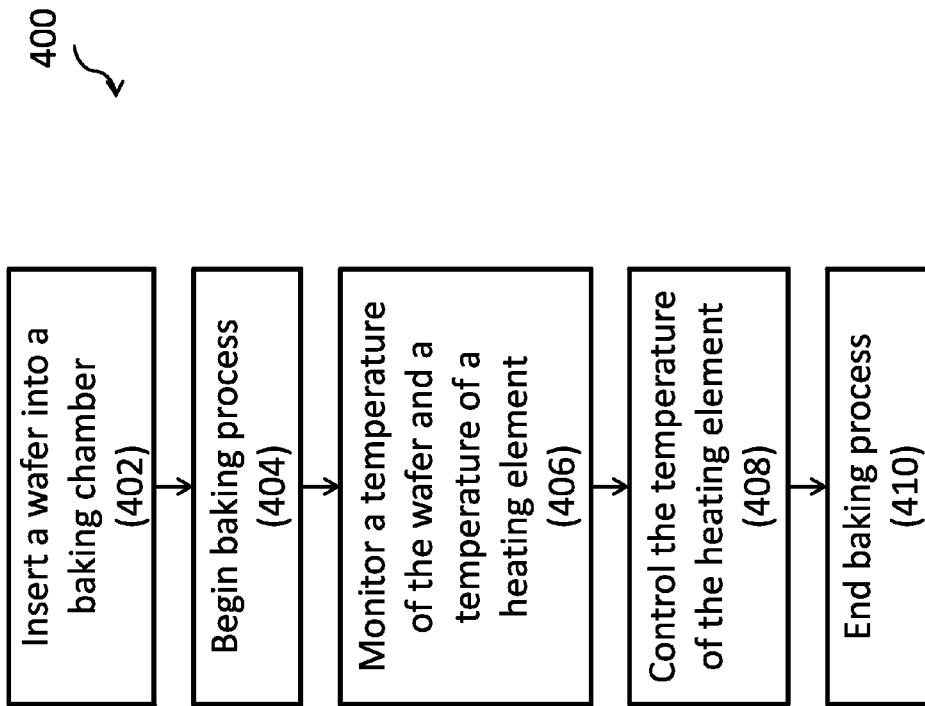 400
Insert a wafer into a
baking chamber
(402)
Begin baking process
(404)
Monitor a temperature
of the wafer and a
temperature of a
heating element
(406)
Control the temperature
of the heating element
(408)
End baking process
(410)